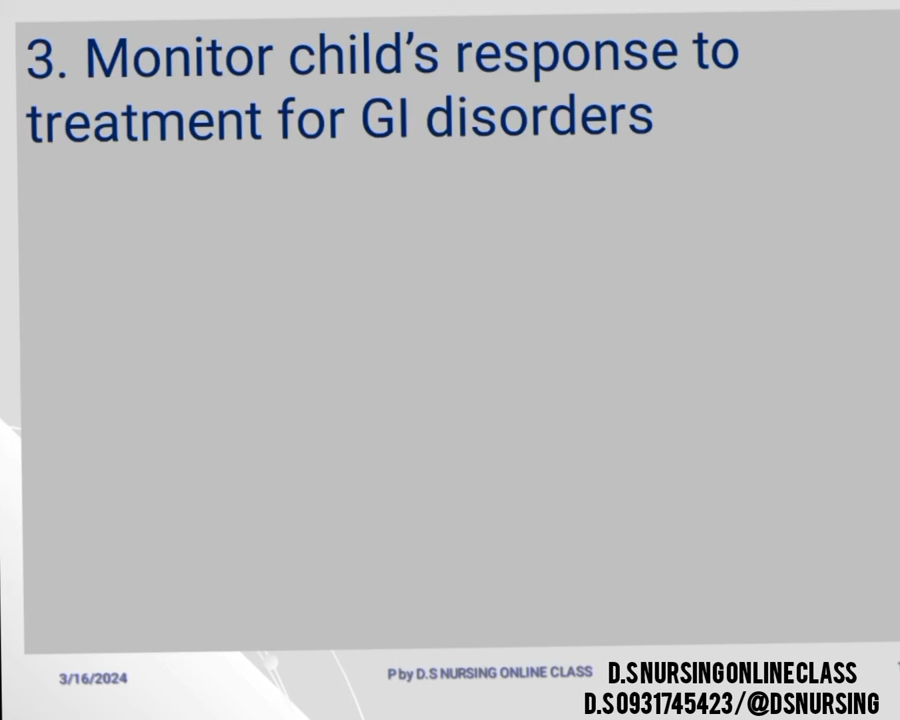 3. Monitor child's response to
treatment for GI disorders
3/16/2024
P by D.S NURSING ONLINE CLASS
D.S NURSING ONLINE CLASS
D.S 0931745423 / @DSNURSING